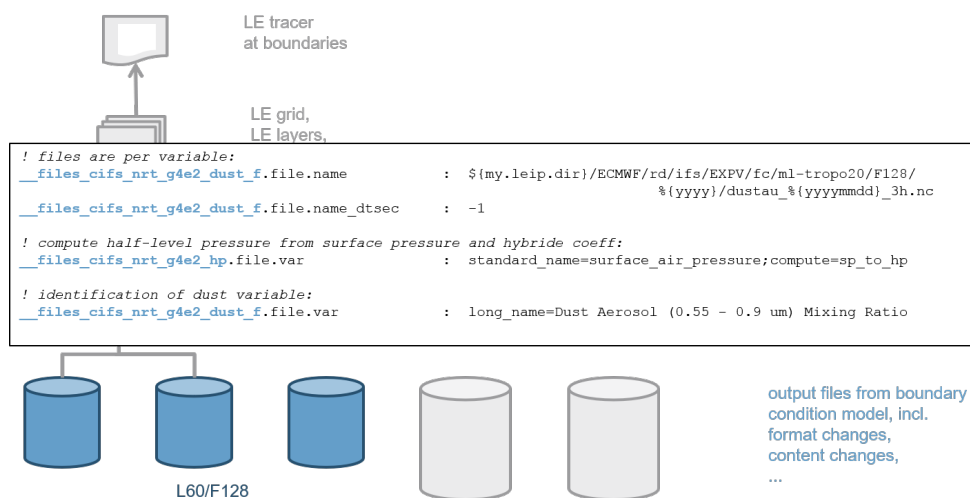 LE tracer
at boundaries
LE grid,
LE layers,
! files are per variable:
__files_cifs_nrt_g4e2_dust_f.file.name : ${my.leip.dir}/ECMWF/rd/ifs/EXPV/fc/ml-tropo20/F128/
%{yyyy}/dustau_%{yyyymmdd}_3h.nc
__files_cifs_nrt_g4e2_dust_f.file.name_dtsec : -1
! compute half-level pressure from surface pressure and hybride coeff:
__files_cifs_nrt_g4e2_hp.file.var : standard_name=surface_air_pressure;compute=sp_to_hp
! identification of dust variable:
__files_cifs_nrt_g4e2_dust_f.file.var : long_name=Dust Aerosol (0.55 - 0.9 um) Mixing Ratio
output files from boundary
condition model, incl.
format changes,
content changes,
...
L60/F128